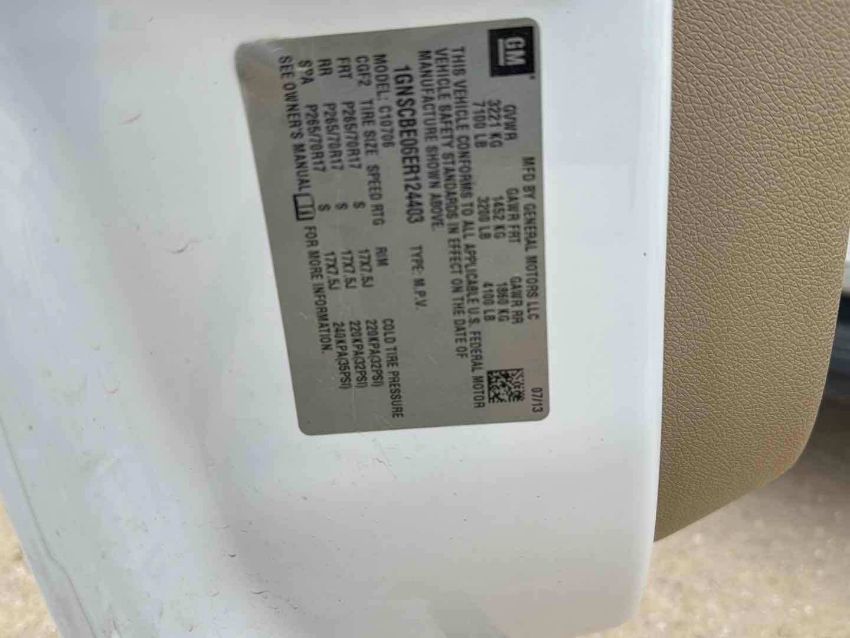 GM
MFD BY GENERAL MOTORS LLC 07/13
GVWR GAWR FRT GAWR RR
3221 KG 1452 KG 1860 KG
7100 LB 3200 LB 4100 LB
THIS VEHICLE CONFORMS TO ALL APPLICABLE U.S. FEDERAL MOTOR
VEHICLE SAFETY STANDARDS IN EFFECT ON THE DATE OF
MANUFACTURE SHOWN ABOVE.
1GNSCBE06ER124403 TYPE: M.P.V.
MODEL: C10706
CGF2 TIRE SIZE SPEED RTG RIM COLD TIRE PRESSURE
FRT P265/70R17 S 17X7.5J 220KPA(32PSI)
RR P265/70R17 S 17X7.5J 220KPA(32PSI)
SPA P265/70R17 S 17X7.5J 240KPA(35PSI)
SEE OWNER'S MANUAL FOR MORE INFORMATION.